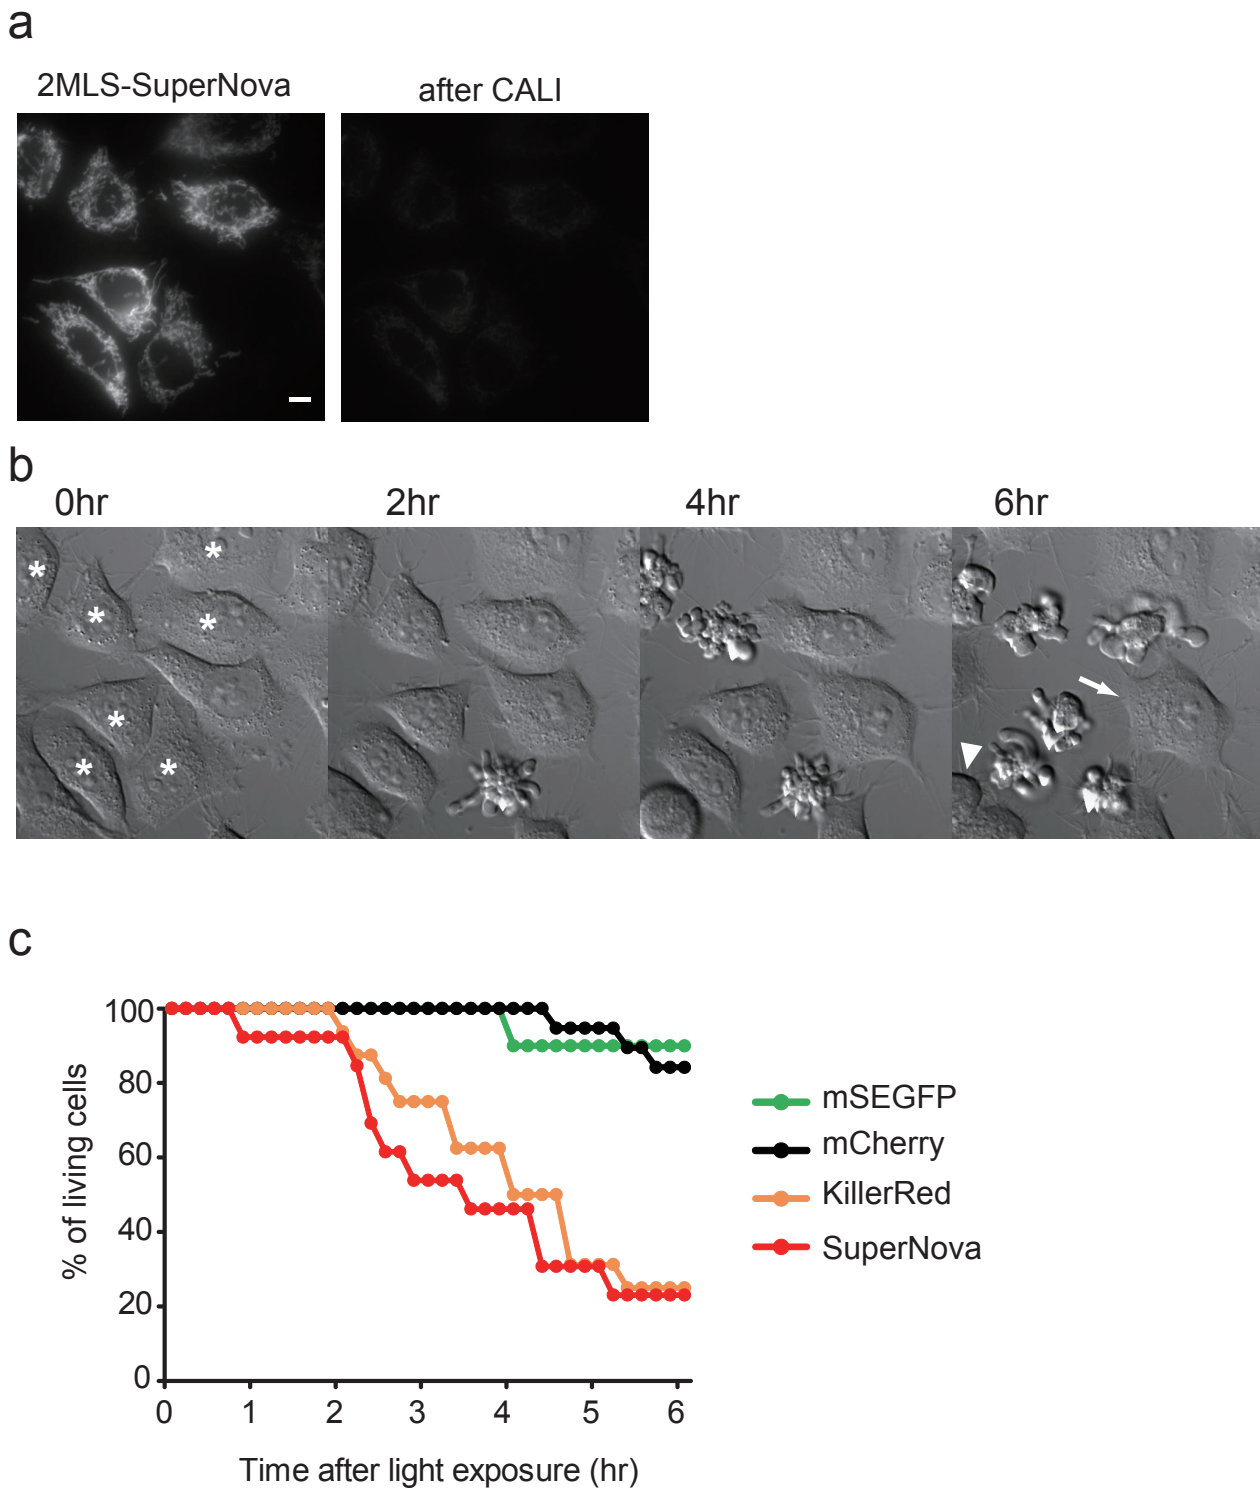 a
2MLS-SuperNova
after CALI
b
0hr
2hr
4hr
6hr
*
*
*
*
*
*
*
c
100
80
60
40
20
0
% of living cells
0
1
2
3
4
5
6
Time after light exposure (hr)
mSEGFP
mCherry
KillerRed
SuperNova